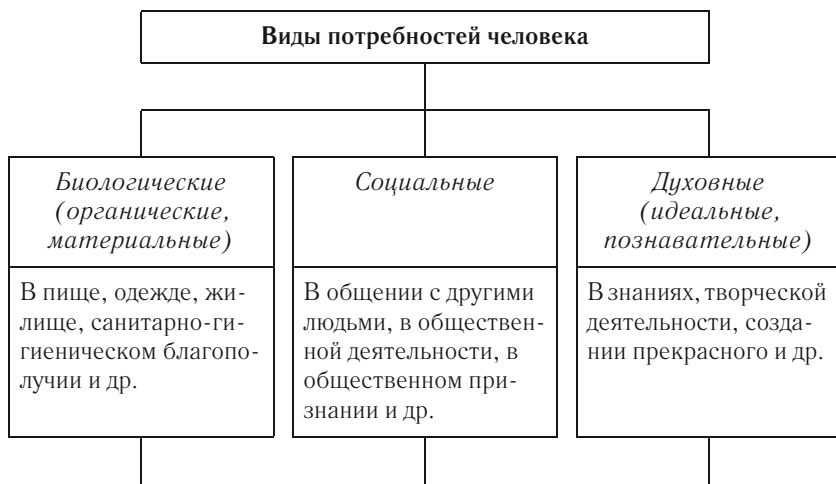 Виды потребностей человека
Биологические
(органические,
материальные)
В пище, одежде, жи-
лище, санитарно-ги-
гиеническом благопо-
лучии и др.
Социальные
В общении с другими
людьми, в обществен-
ной деятельности, в
общественном при-
знании и др.
Духовные
(идеальные,
познавательные)
В знаниях, творческой
деятельности, созда-
нии прекрасного и др.